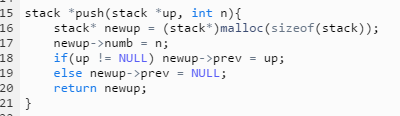 15 stack *push(stack *up, int n){
16     stack* newup = (stack*)malloc(sizeof(stack));
17     newup->numb = n;
18     if(up != NULL) newup->prev = up;
19     else newup->prev = NULL;
20     return newup;
21 }